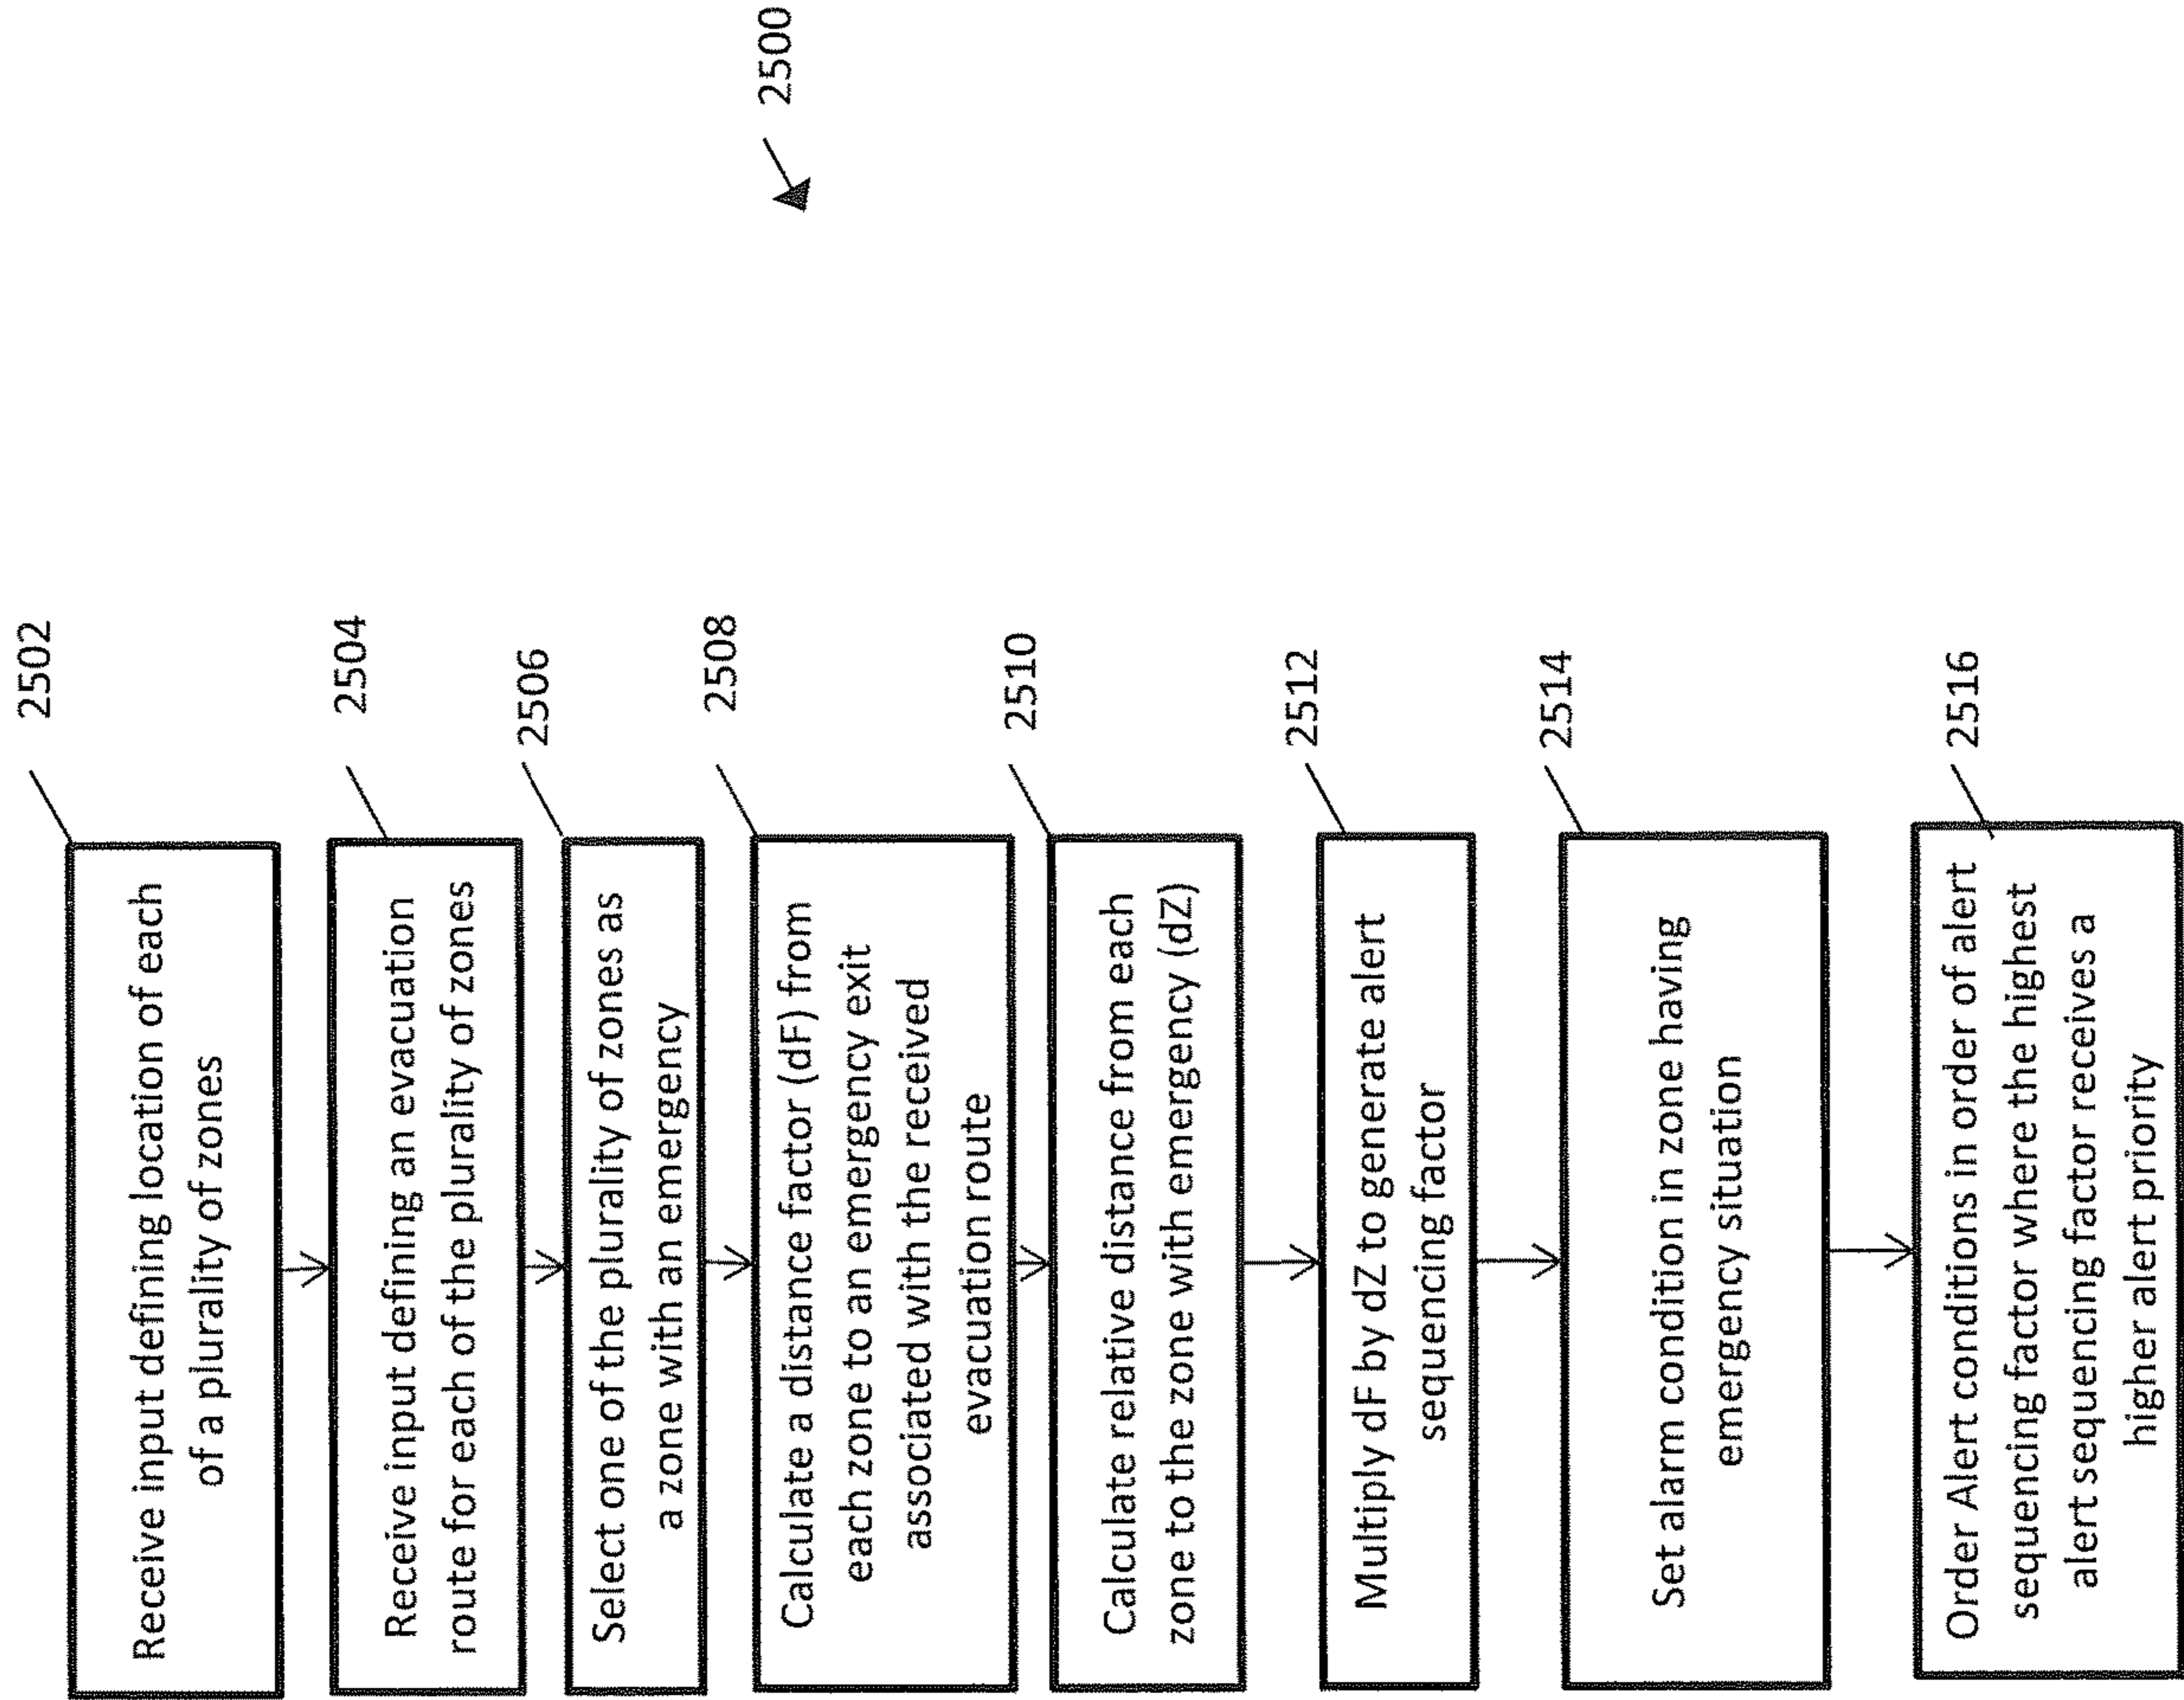 2502
Receive input defining location of each
of a plurality of zones
2504
Receive input defining an evacuation
route for each of the plurality of zones
2506
Select one of the plurality of zones as
a zone with an emergency
2508
Calculate a distance factor (dF) from
each zone to an emergency exit
associated with the received
evacuation route
2510
Calculate relative distance from each
zone to the zone with emergency (dZ)
2512
Multiply dF by dZ to generate alert
sequencing factor
2514
Set alarm condition in zone having
emergency situation
2516
Order Alert conditions in order of alert
sequencing factor where the highest
alert sequencing factor receives a
higher alert priority
2500